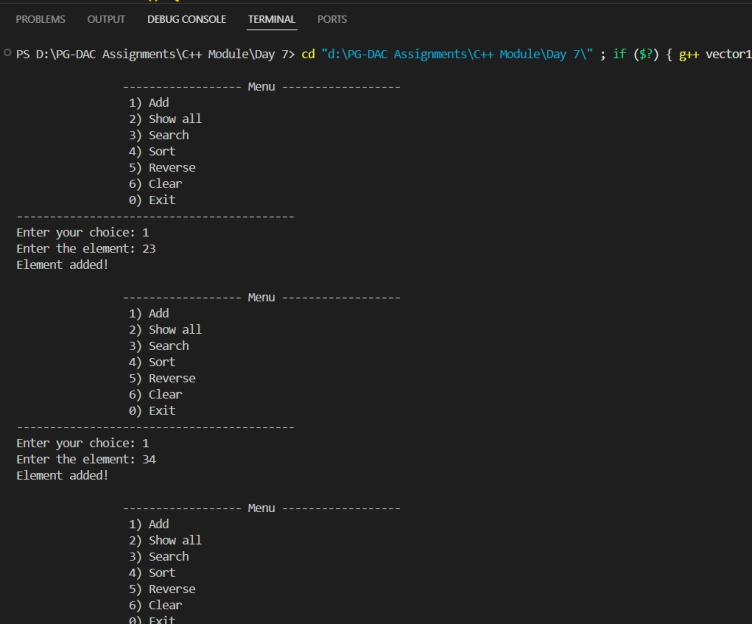 PROBLEMS OUTPUT DEBUG CONSOLE TERMINAL PORTS
PS D:\PG-DAC Assignments\C++ Module\Day 7> cd "d:\PG-DAC Assignments\C++ Module\Day 7\" ; if ($?) { g++ vector1
------------------ Menu ------------------
1) Add
2) Show all
3) Search
4) Sort
5) Reverse
6) Clear
0) Exit
------------------------------------------
Enter your choice: 1
Enter the element: 23
Element added!
------------------ Menu ------------------
1) Add
2) Show all
3) Search
4) Sort
5) Reverse
6) Clear
0) Exit
------------------------------------------
Enter your choice: 1
Enter the element: 34
Element added!
------------------ Menu ------------------
1) Add
2) Show all
3) Search
4) Sort
5) Reverse
6) Clear
0) Exit